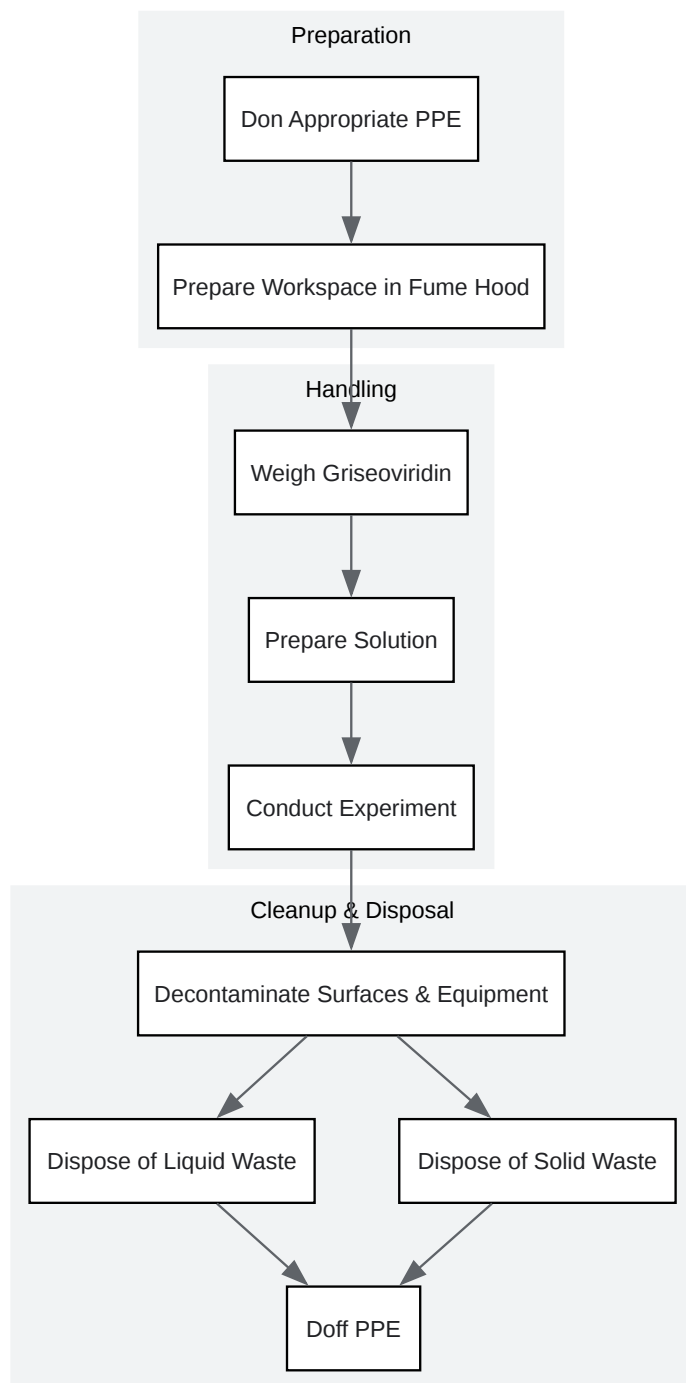 Preparation
Don Appropriate PPE
Prepare Workspace in Fume Hood
Handling
Weigh Griseoviridin
Prepare Solution
Conduct Experiment
Cleanup & Disposal
Decontaminate Surfaces & Equipment
Dispose of Liquid Waste
Dispose of Solid Waste
Doff PPE